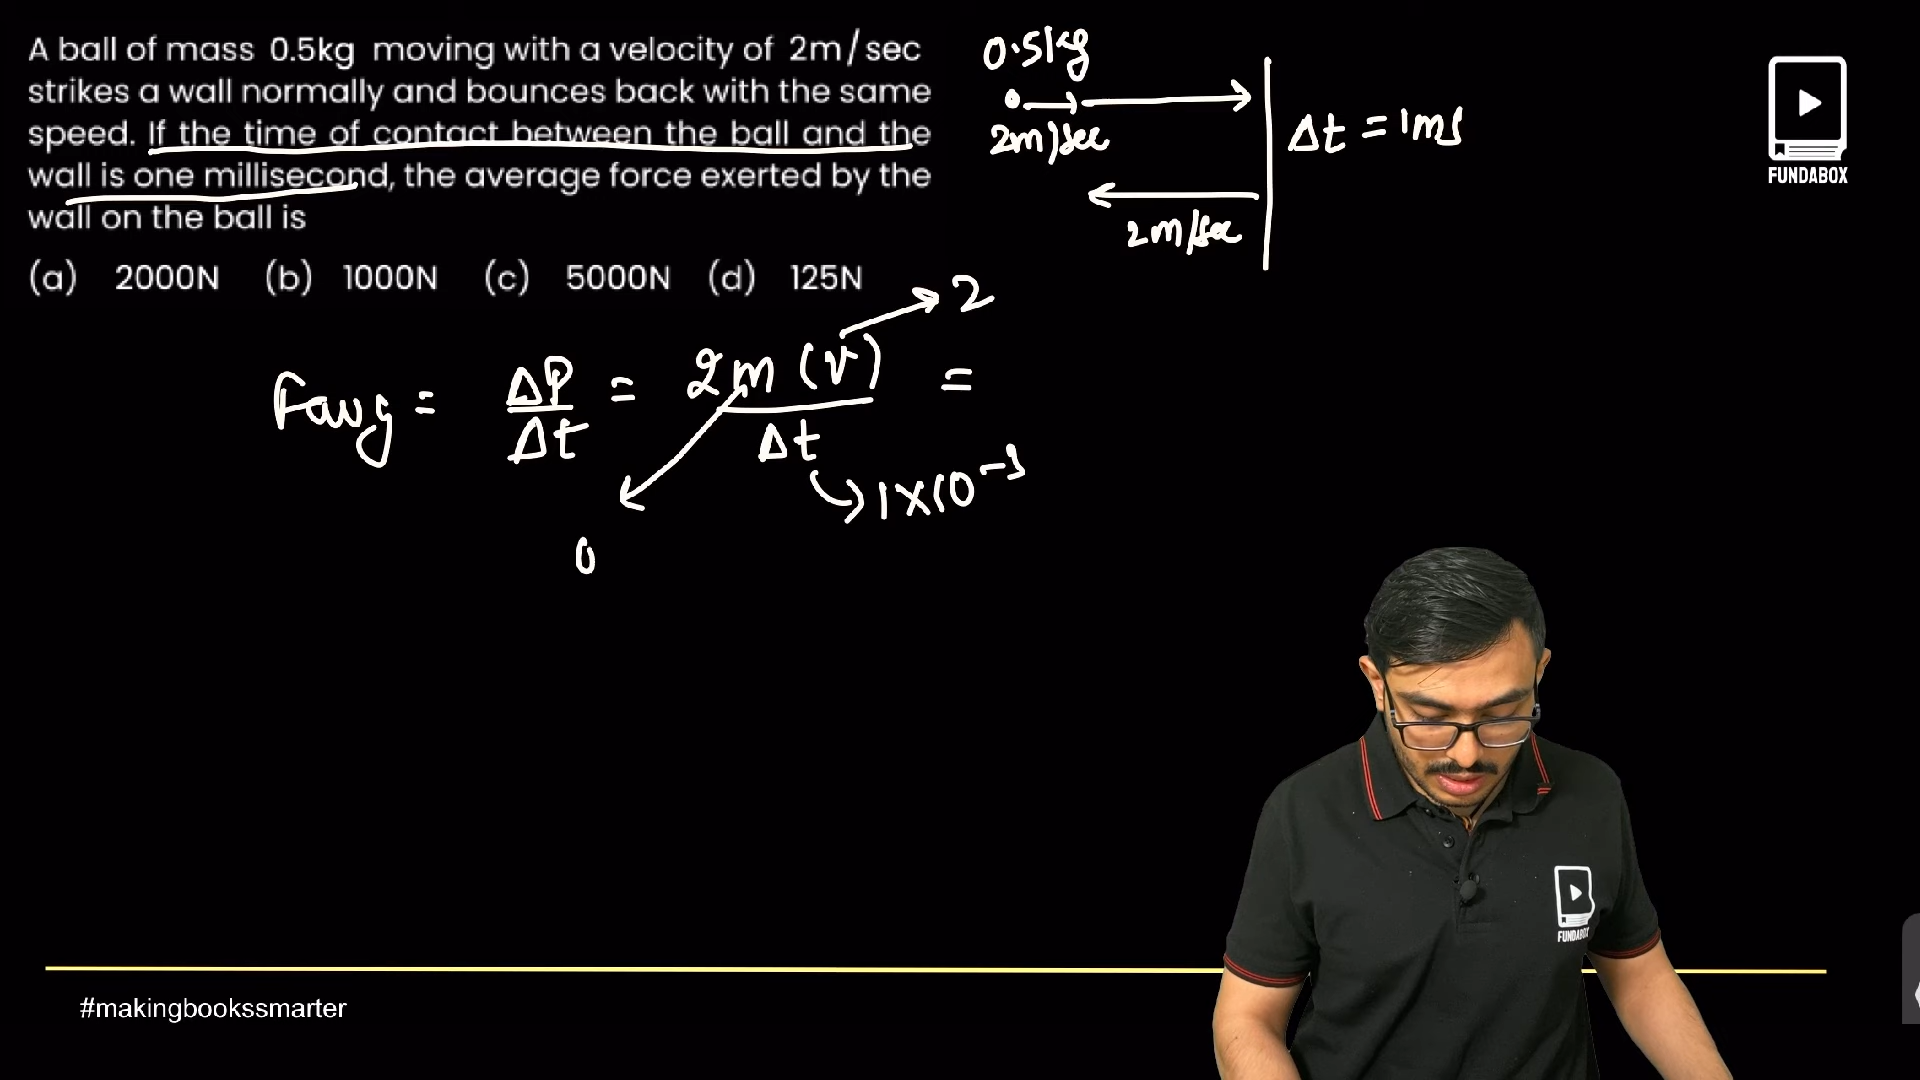 A ball of mass 0.5kg moving with a velocity of 2m/sec
strikes a wall normally and bounces back with the same
speed. If the time of contact between the ball and the
wall is one millisecond, the average force exerted by the
wall on the ball is
(a) 2000N (b) 1000N (c) 5000N (d) 125N
0.5kg
2m/sec
Δt = 1ms
2m/sec
FUNDABOX
2
Favg = ΔP/Δt = 2m(v)/Δt =
1×10⁻³
0
FUNDABOX
#makingbookssmarter